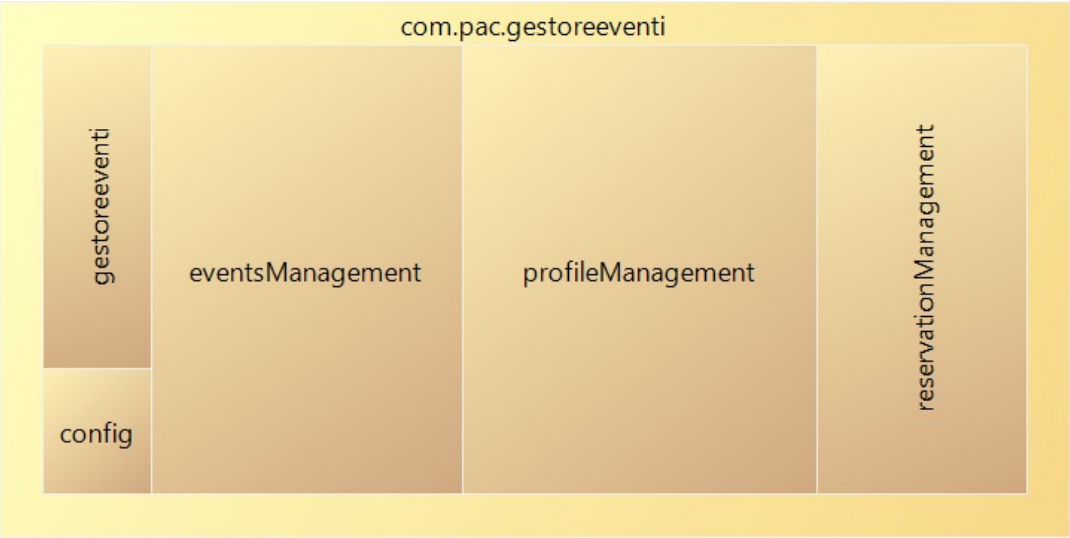 com.pac.gestoreeventi
gestoreeventi
config
eventsManagement
profileManagement
reservationManagement